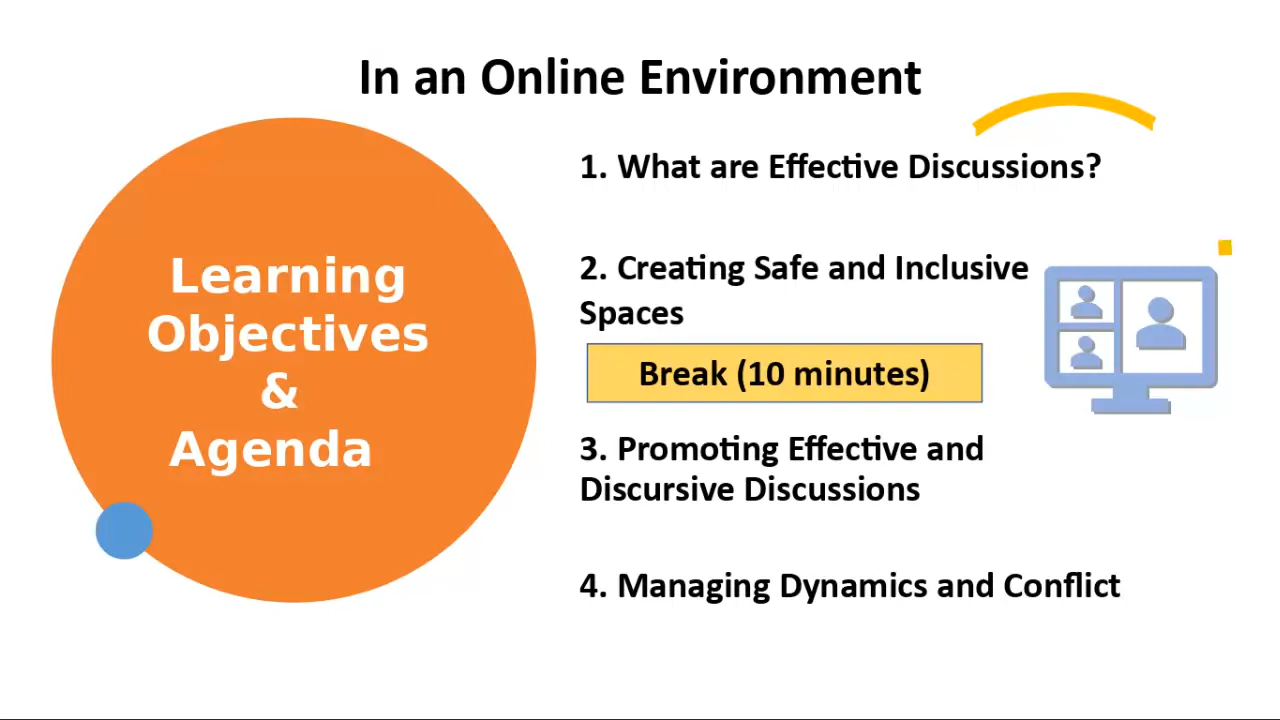 In an Online Environment
Learning
Objectives
&
Agenda
1. What are Effective Discussions?
2. Creating Safe and Inclusive
Spaces
Break (10 minutes)
3. Promoting Effective and
Discursive Discussions
4. Managing Dynamics and Conflict